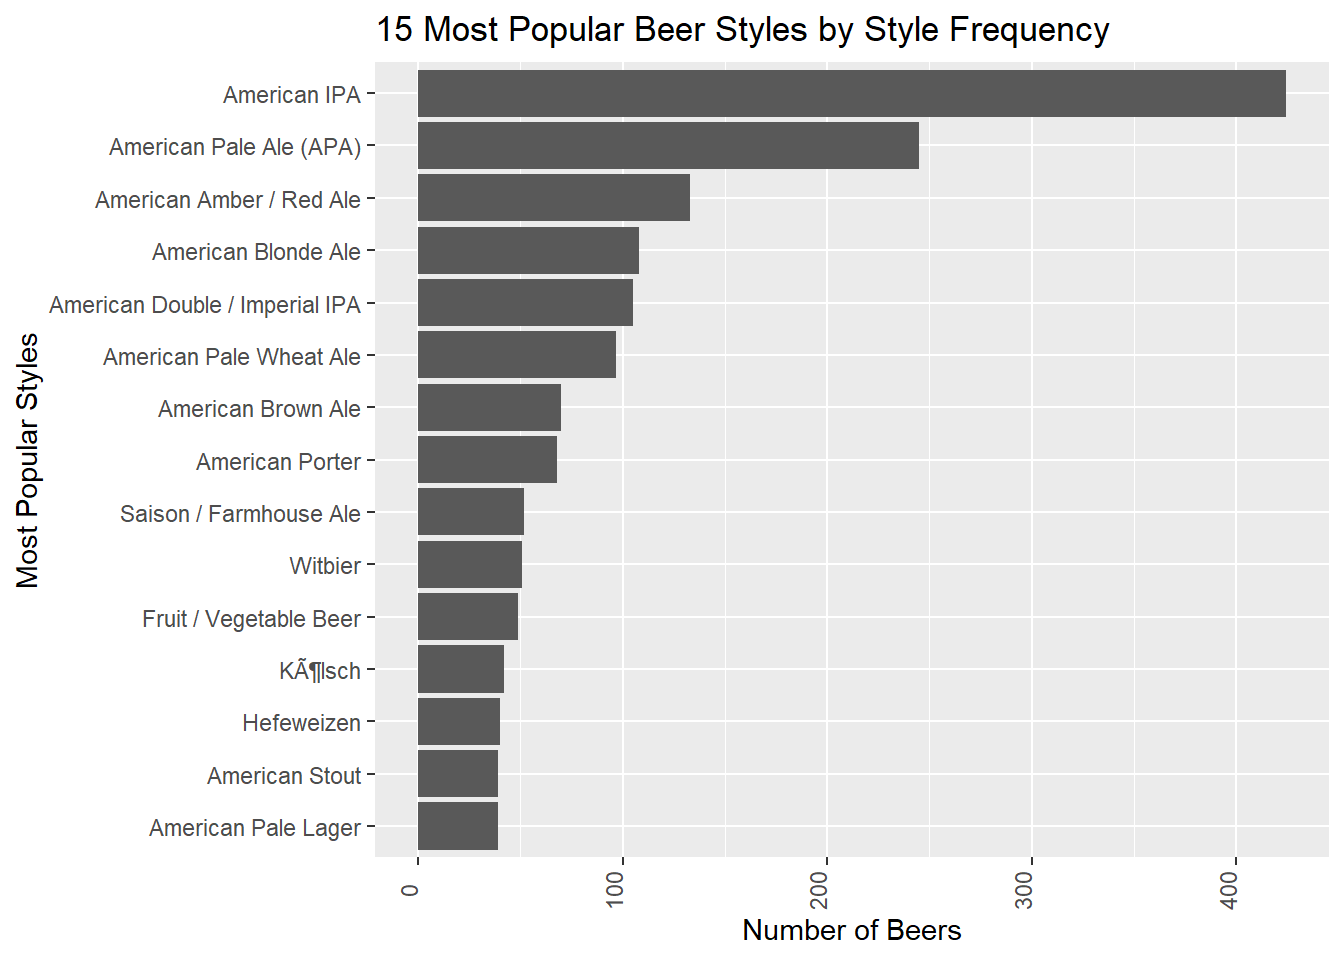 15 Most Popular Beer Styles by Style Frequency
Most Popular Styles
American IPA
American Pale Ale (APA)
American Amber / Red Ale
American Blonde Ale
American Double / Imperial IPA
American Pale Wheat Ale
American Brown Ale
American Porter
Saison / Farmhouse Ale
Witbier
Fruit / Vegetable Beer
KÃ¶lsch
Hefeweizen
American Stout
American Pale Lager
0
100
200
300
400
Number of Beers